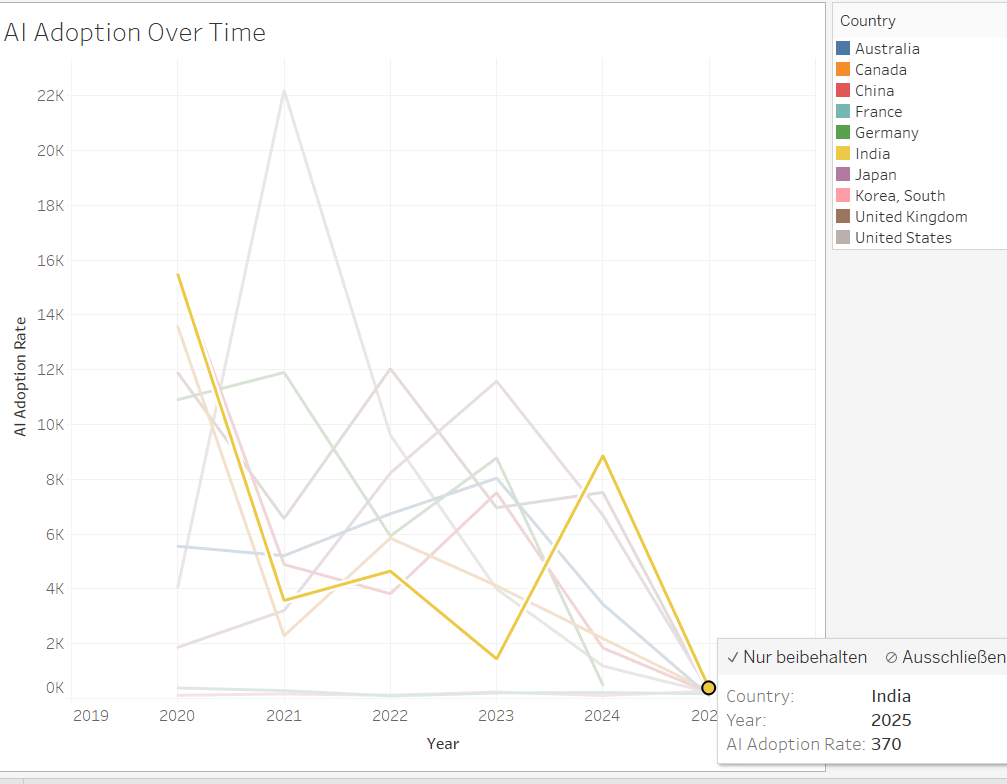 AI Adoption Over Time
Country
Australia
Canada
China
France
Germany
India
Japan
Korea, South
United Kingdom
United States
22K
20K
18K
16K
14K
12K
10K
8K
6K
4K
2K
0K
AI Adoption Rate
2019
2020
2021
2022
2023
2024
202
Year
✓ Nur beibehalten ⊘ Ausschließen
Country: India
Year: 2025
AI Adoption Rate: 370